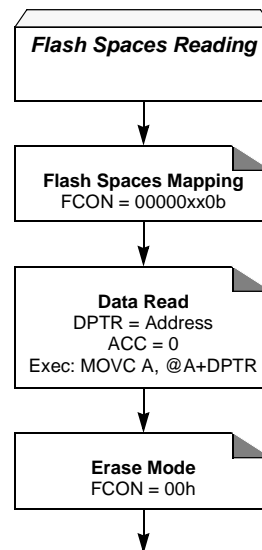 Flash Spaces Reading
Flash Spaces Mapping
FCON = 00000xx0b
Data Read
DPTR = Address
ACC = 0
Exec: MOVC A, @A+DPTR
Erase Mode
FCON = 00h